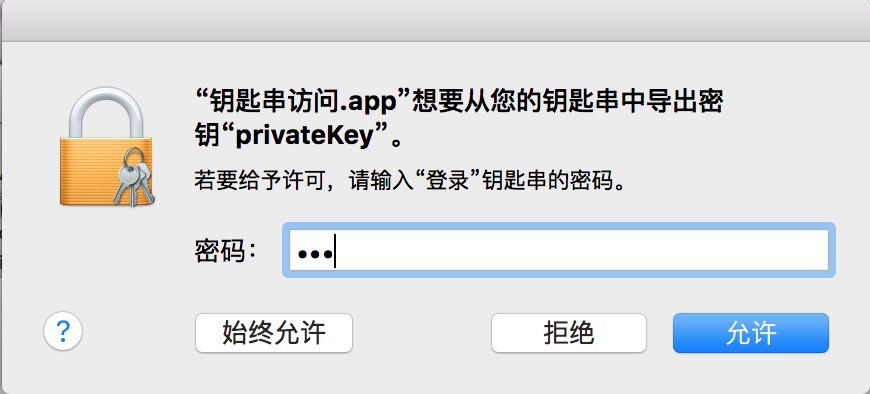 “钥匙串访问.app”想要从您的钥匙串中导出密
钥“privateKey”。
若要给予许可，请输入“登录”钥匙串的密码。
密码：•••
?
始终允许
拒绝
允许